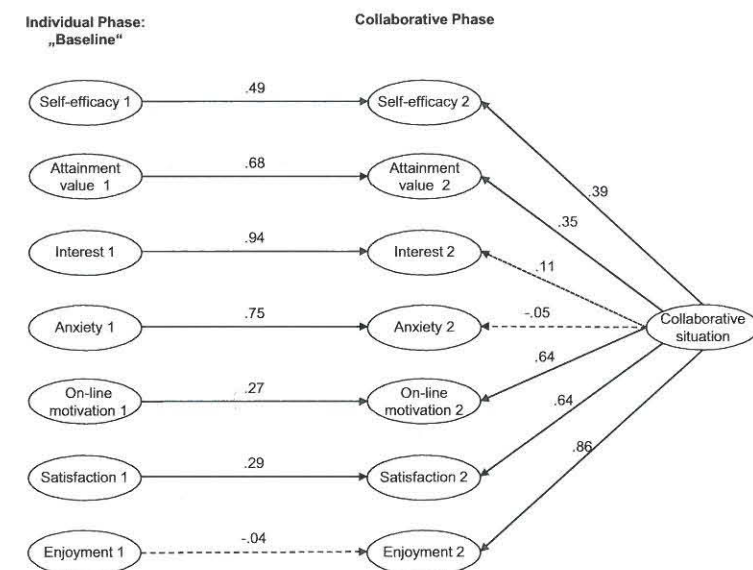 Individual Phase:
„Baseline“
Collaborative Phase
Self-efficacy 1
.49
Self-efficacy 2
Attainment
value 1
.68
Attainment
value 2
.39
.35
Interest 1
.94
Interest 2
.11
Anxiety 1
.75
Anxiety 2
-.05
Collaborative
situation
On-line
motivation 1
.27
On-line
motivation 2
.64
.64
Satisfaction 1
.29
Satisfaction 2
.86
Enjoyment 1
-.04
Enjoyment 2